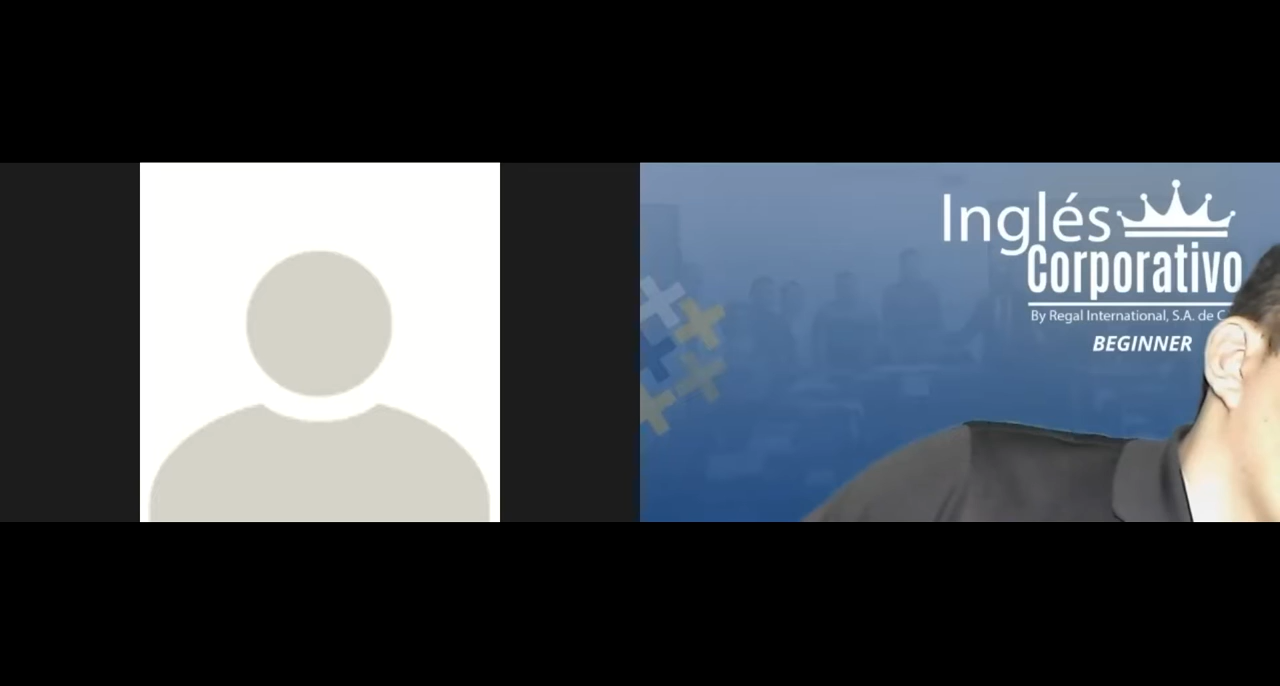 Inglés
Corporativo
By Regal International, S.A. de C
BEGINNER